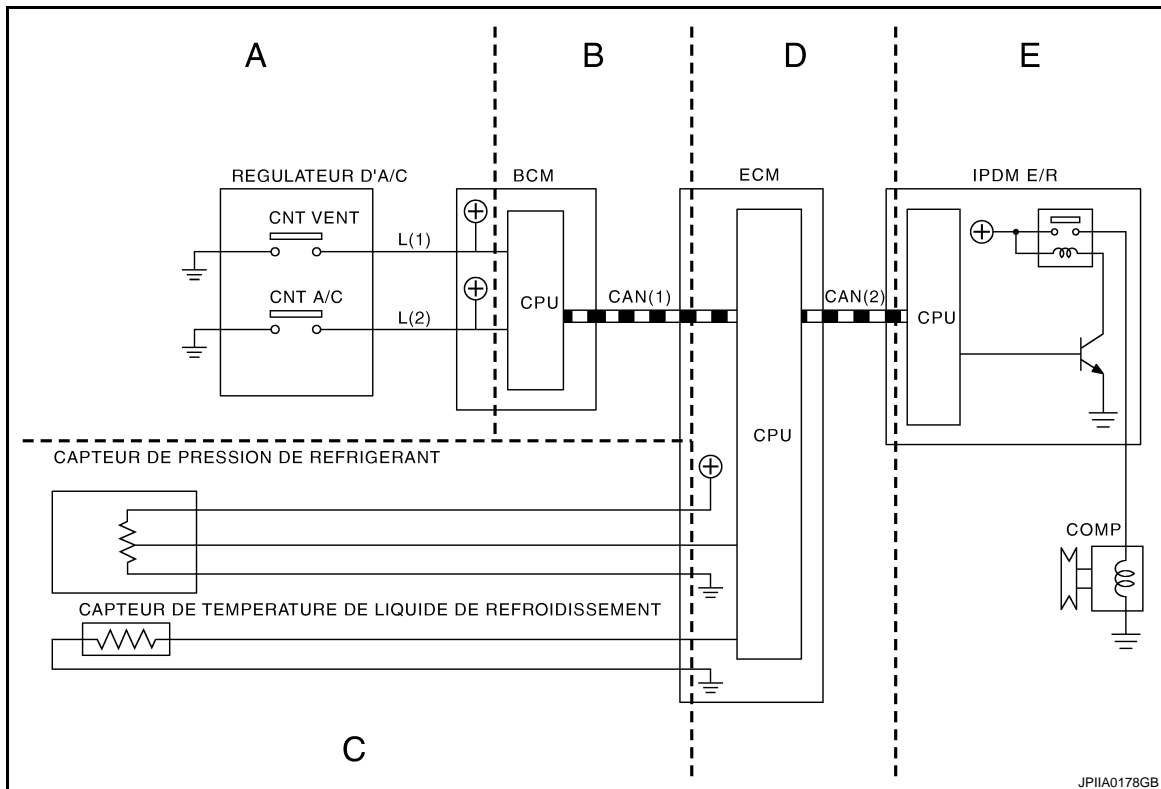 A
B
D
E
REGULATEUR D'A/C
BCM
ECM
IPDM E/R
CNT VENT
L(1)
CNT A/C
L(2)
CPU
CAN(1)
CAN(2)
CPU
CPU
CAPTEUR DE PRESSION DE REFRIGERANT
COMP
CAPTEUR DE TEMPERATURE DE LIQUIDE DE REFROIDISSEMENT
C
JPIIA0178GB